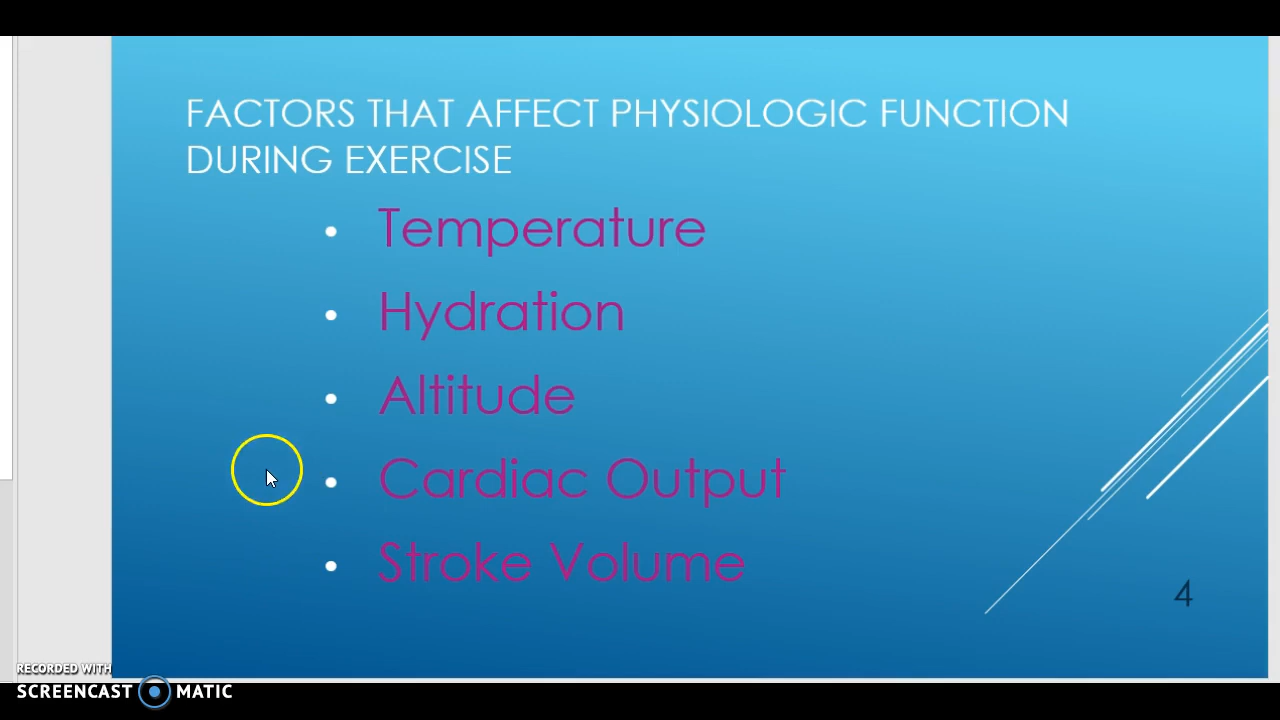 FACTORS THAT AFFECT PHYSIOLOGIC FUNCTION
DURING EXERCISE
• Temperature
• Hydration
• Altitude
• Cardiac Output
• Stroke Volume
4
RECORDED WITH
SCREENCAST MATIC